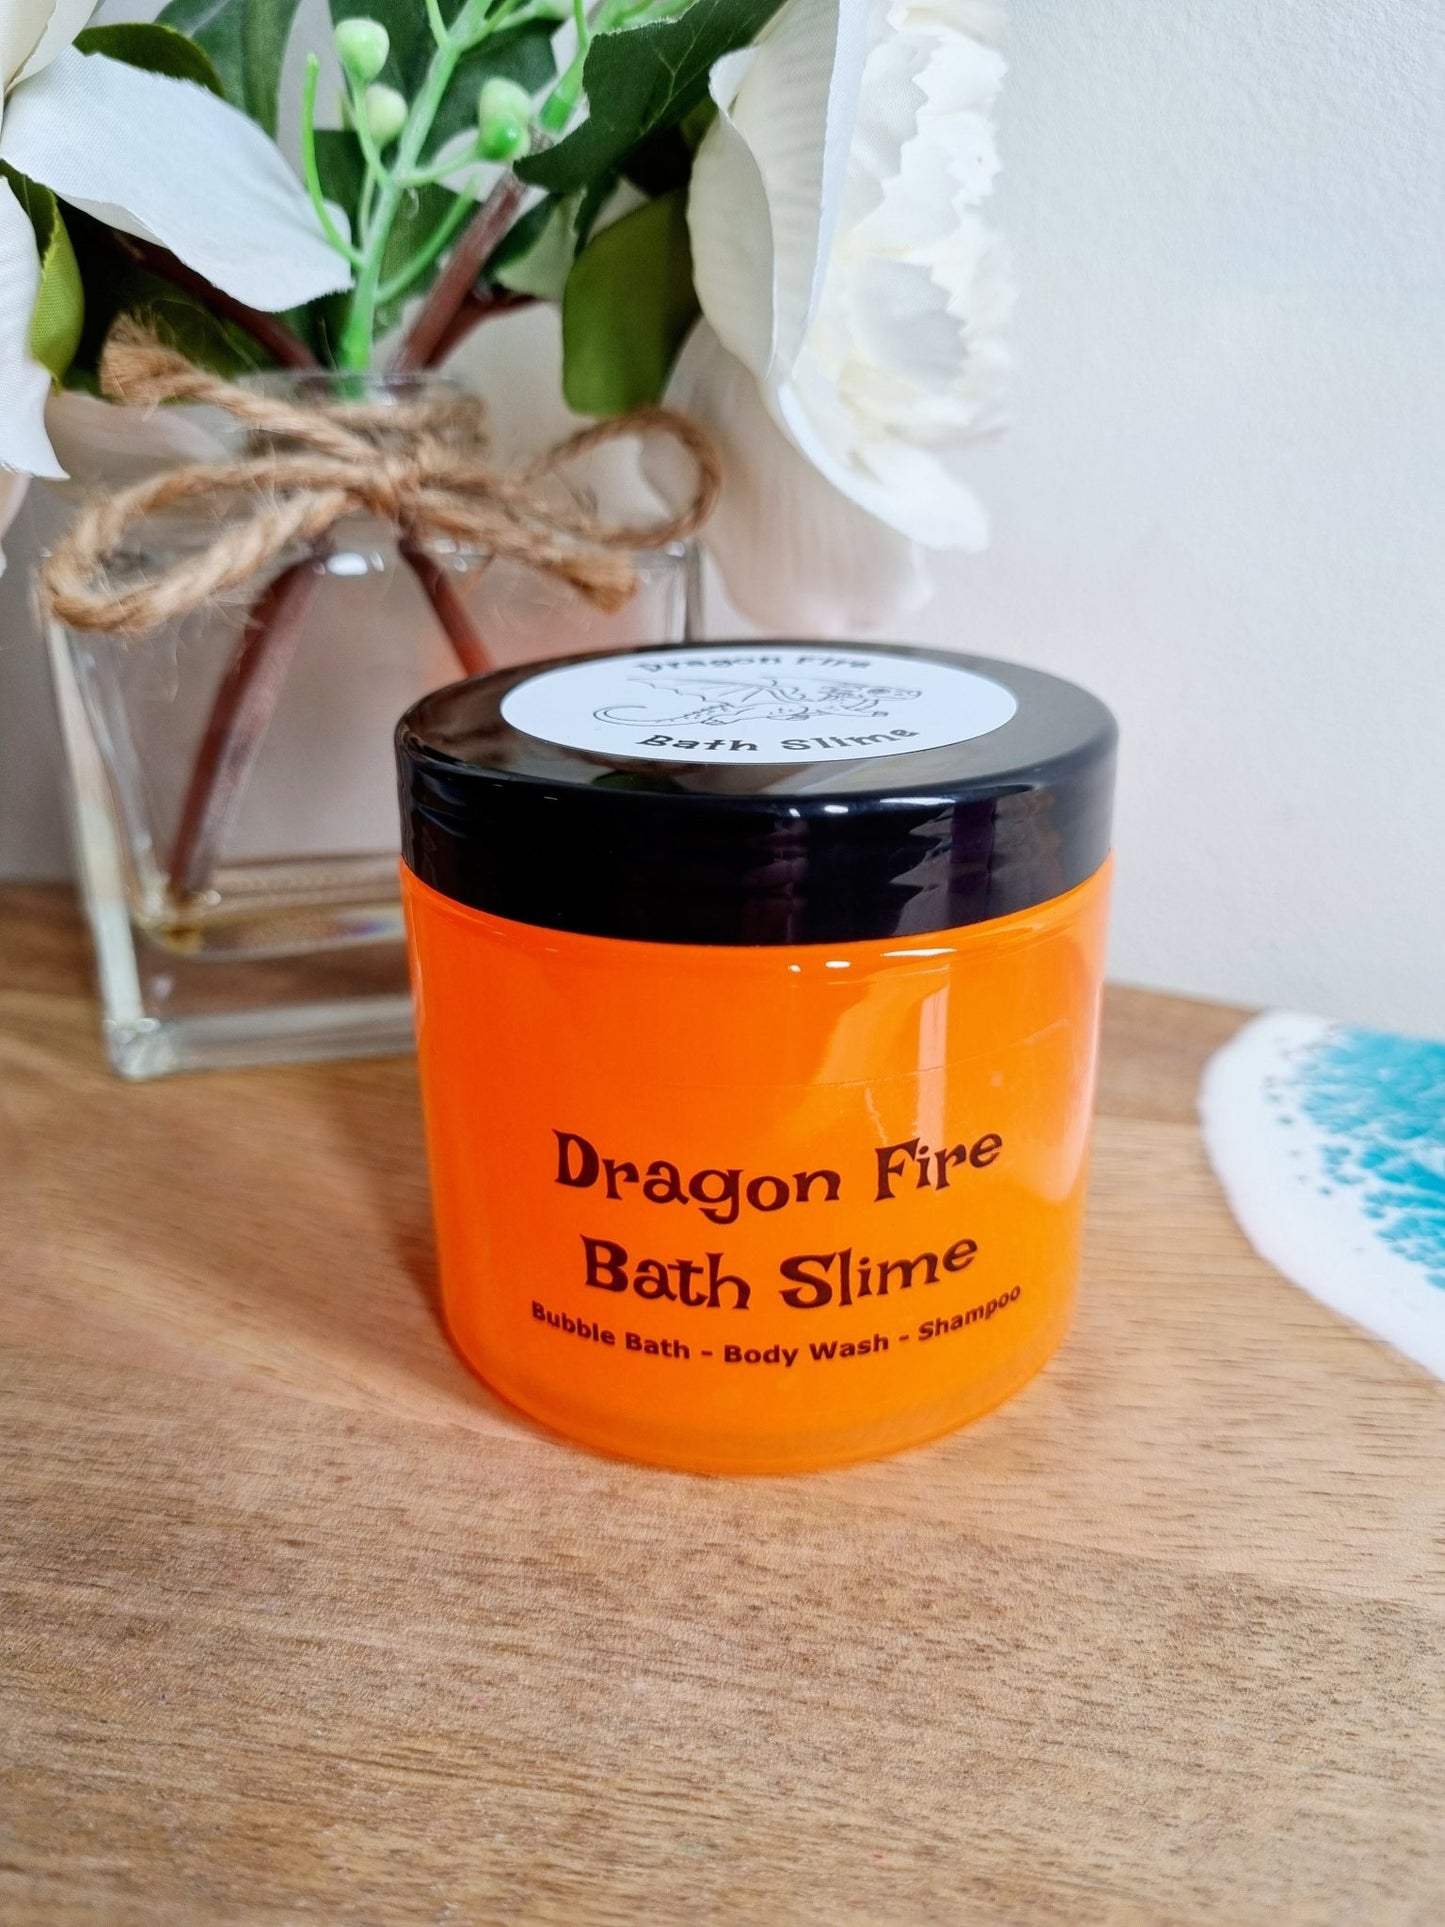 Dragon Fire
Bath Slime
Dragon Fire
Bath Slime
Bubble Bath - Body Wash - Shampoo